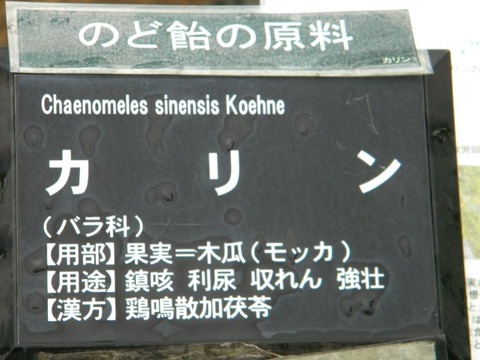 のど飴の原料
カリン
Chaenomeles sinensis Koehne
カリン
(バラ科)
【用部】果実=木瓜(モッカ)
【用途】鎮咳 利尿 収れん 強壮
【漢方】鶏鳴散加茯苓